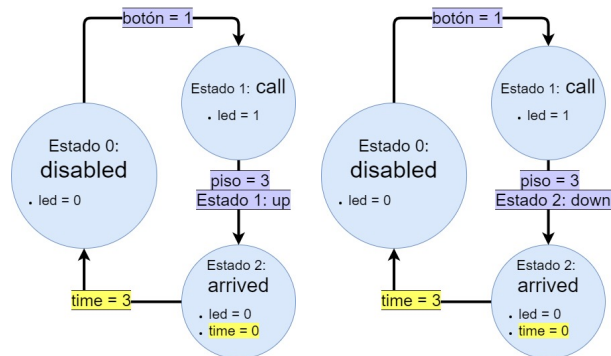 botón = 1
Estado 1: call
• led = 1
Estado 0:
disabled
• led = 0
piso = 3
Estado 1: up
Estado 2:
arrived
• led = 0
• time = 0
time = 3
botón = 1
Estado 1: call
• led = 1
Estado 0:
disabled
• led = 0
piso = 3
Estado 2: down
Estado 2:
arrived
• led = 0
• time = 0
time = 3